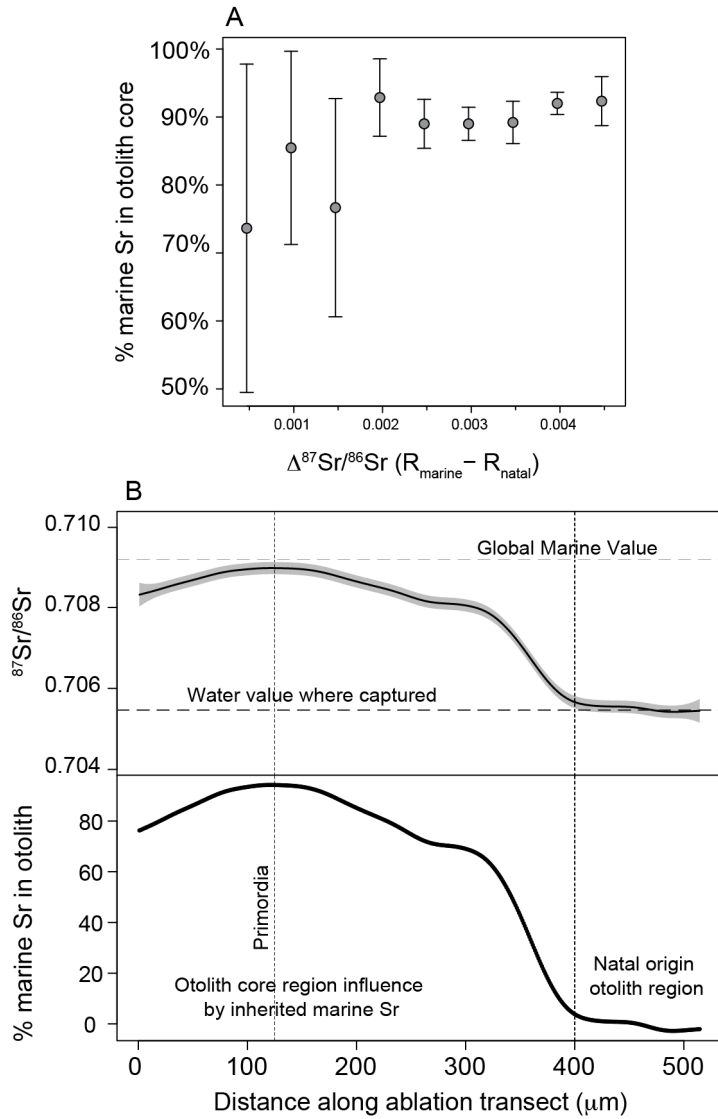 A
100%
90%
80%
70%
60%
50%
% marine Sr in otolith core
0.001 0.002 0.003 0.004
Δ⁸⁷Sr/⁸⁶Sr (Rmarine− Rnatal)
B
0.710
0.708
0.706
0.704
⁸⁷Sr/⁸⁶Sr
Global Marine Value
Water value where captured
80
60
40
20
0
% marine Sr in otolith
Primordia
Otolith core region influence
by inherited marine Sr
Natal origin
otolith region
0 100 200 300 400 500
Distance along ablation transect (μm)